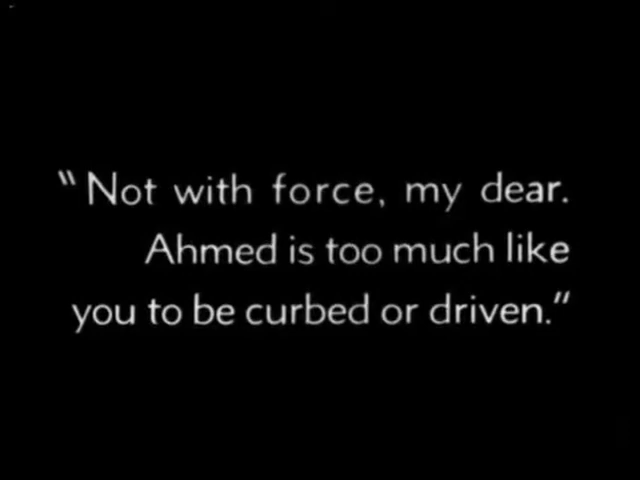 "Not with force, my dear.
Ahmed is too much like
you to be curbed or driven."